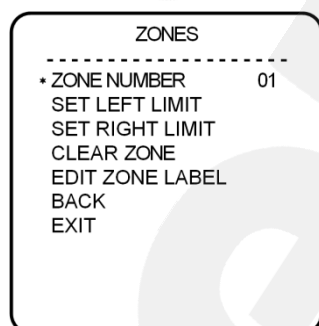 ZONES
---------------------
* ZONE NUMBER 01
SET LEFT LIMIT
SET RIGHT LIMIT
CLEAR ZONE
EDIT ZONE LABEL
BACK
EXIT